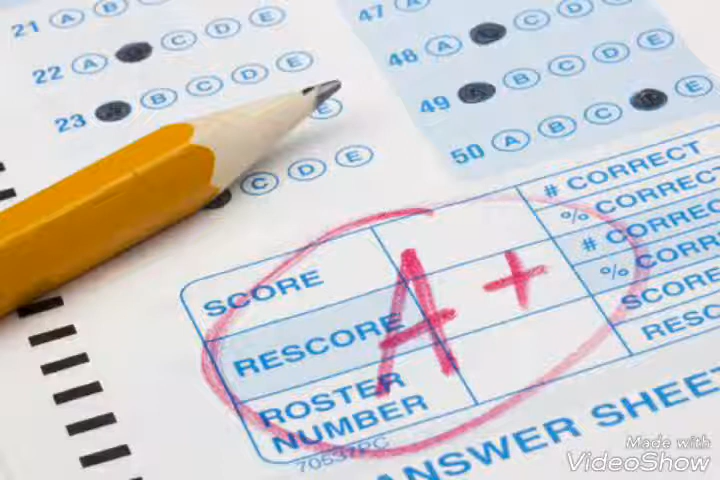 21 A B C D E
22 A C D E
23 B C D E
C D E
47 A
48 A C D E
49 B C D E
50 A B C E
# CORRECT
% CORRECT
# CORREC
% CORR
SCORE
RESC
SCORE
RESCORE
ROSTER
NUMBER
A+
70537RC
ANSWER SHEET
Made with
VideoShow